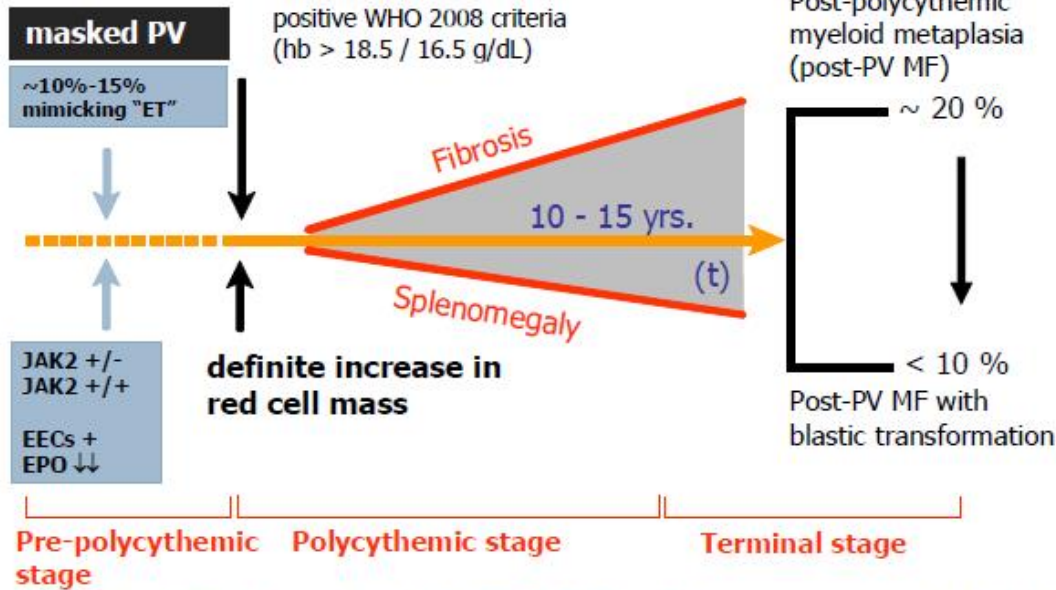 masked PV
~10%-15%
mimicking "ET"
positive WHO 2008 criteria
(hb > 18.5 / 16.5 g/dL)
Post-polycythemic
myeloid metaplasia
(post-PV MF)
~ 20 %
Fibrosis
10 - 15 yrs.
(t)
Splenomegaly
JAK2 +/-
JAK2 +/+
EECs +
EPO ↓↓
definite increase in
red cell mass
< 10 %
Post-PV MF with
blastic transformation
Pre-polycythemic
stage
Polycythemic stage
Terminal stage